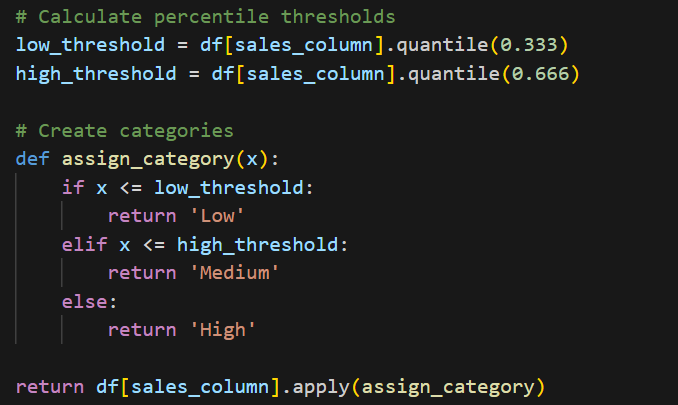 # Calculate percentile thresholds
low_threshold = df[sales_column].quantile(0.333)
high_threshold = df[sales_column].quantile(0.666)

# Create categories
def assign_category(x):
    if x <= low_threshold:
        return 'Low'
    elif x <= high_threshold:
        return 'Medium'
    else:
        return 'High'

return df[sales_column].apply(assign_category)